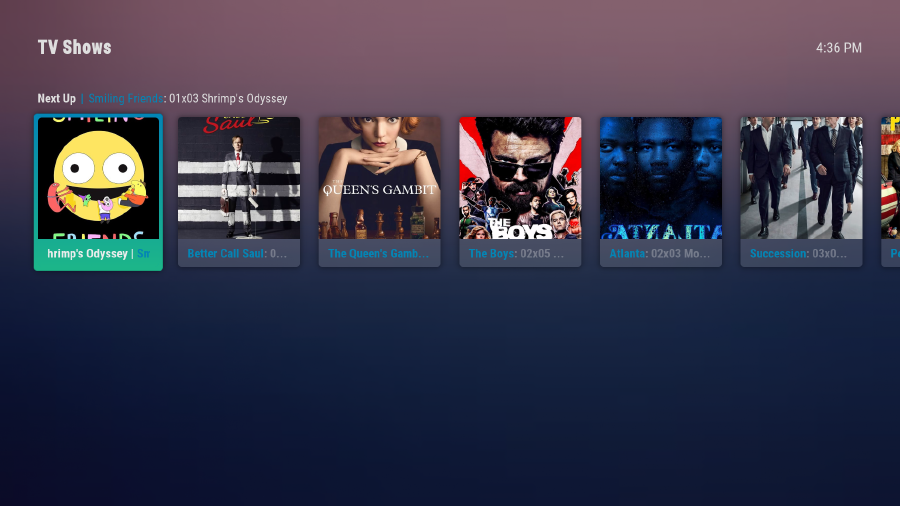 TV Shows
4:36 PM
Next Up | Smiling Friends: 01x03 Shrimp's Odyssey
SMILING
FRIENDS
Saul
QUEEN'S GAMBIT
THE
BOYS
ATLANTA
hrimp's Odyssey | Sm
Better Call Saul: 0...
The Queen's Gamb...
The Boys: 02x05 ...
Atlanta: 02x03 Mo...
Succession: 03x0...